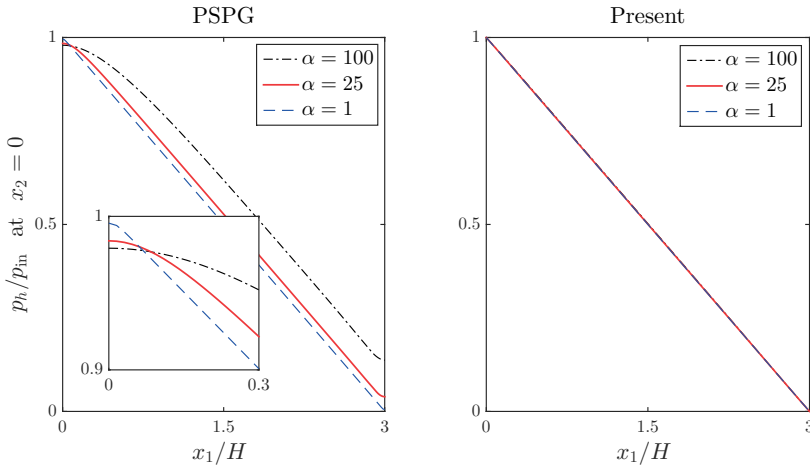 PSPG
1
0.5
0
0
1.5
3
p_h/p_in at x_2 = 0
x_1/H
α = 100
α = 25
α = 1
1
0.9
0
0.3
Present
1
0.5
0
0
1.5
3
x_1/H
α = 100
α = 25
α = 1